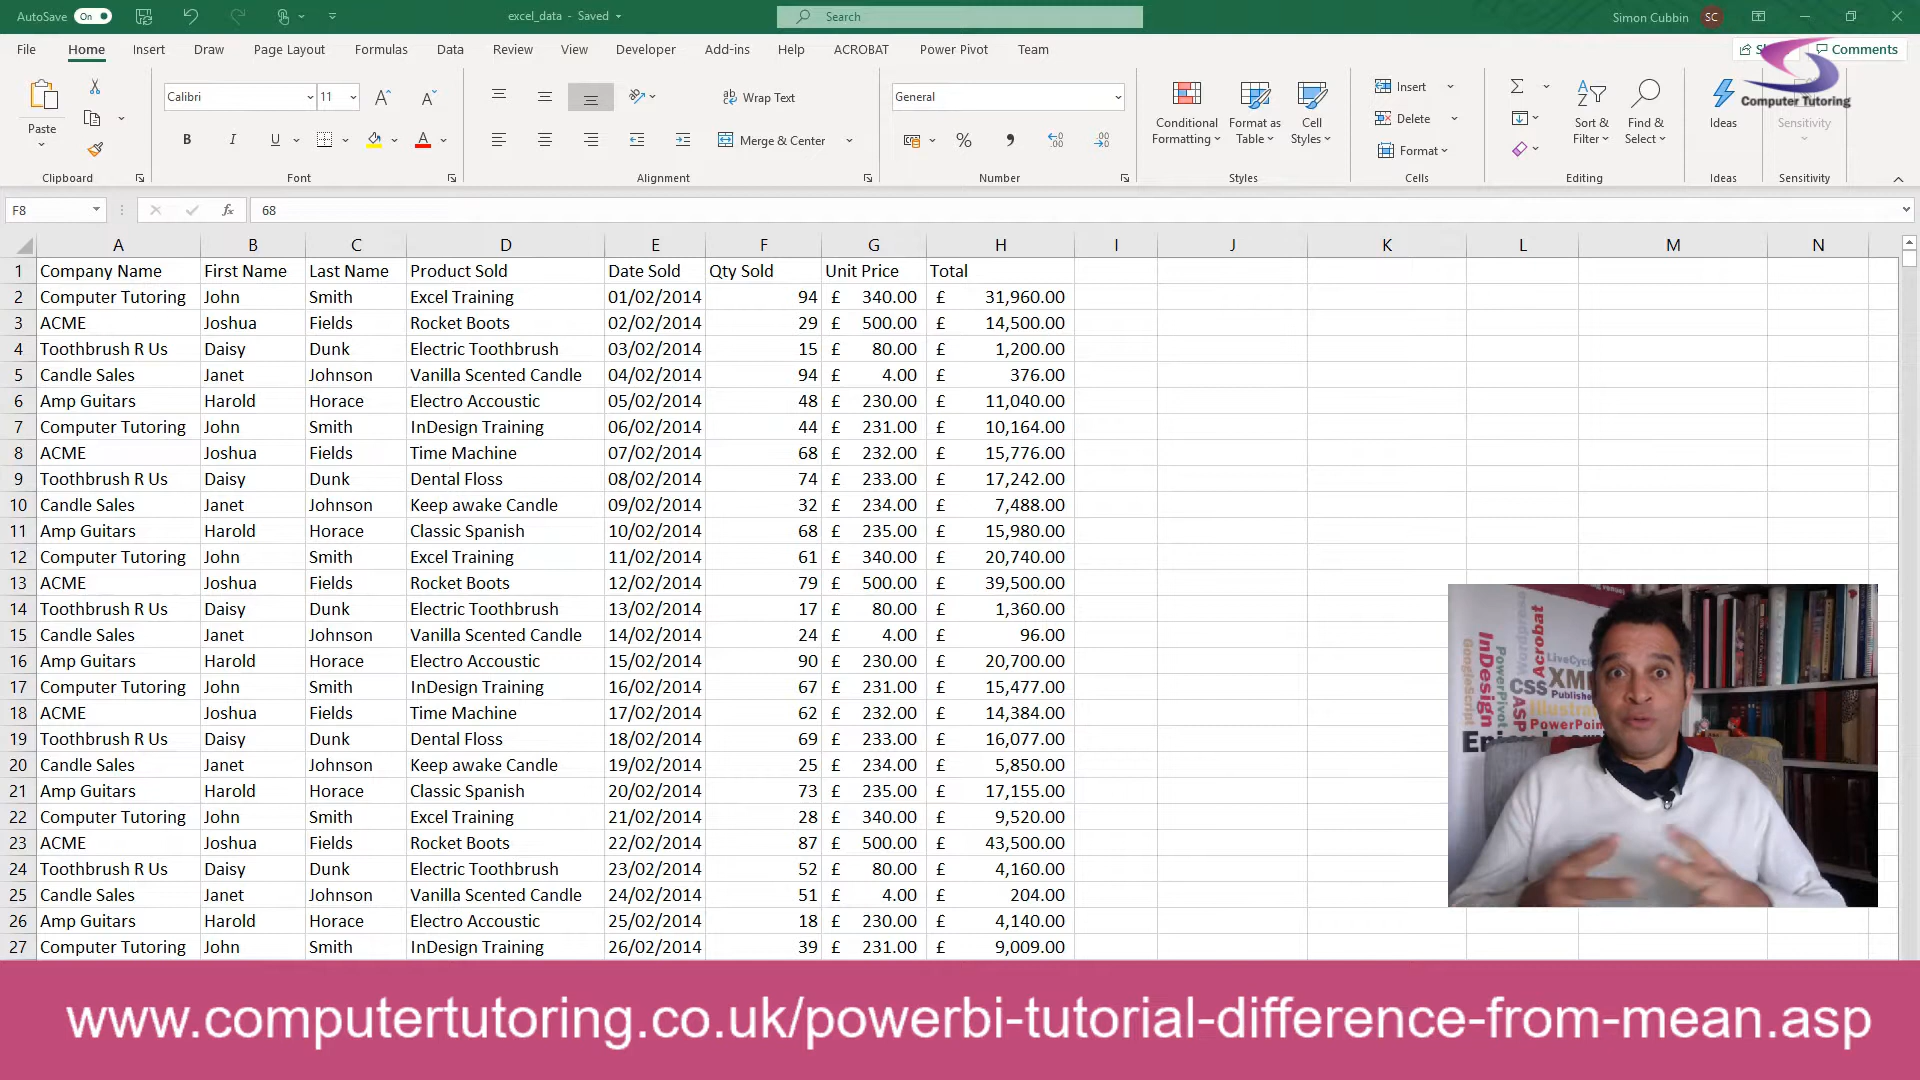 AutoSave On excel_data - Saved Search Simon Cubbin SC
File Home Insert Draw Page Layout Formulas Data Review View Developer Add-ins Help ACROBAT Power Pivot Team Comments
Computer Tutoring
Calibri 11 Wrap Text General Insert
Paste Conditional Formatting Format as Table Cell Styles Delete Sort & Filter Find & Select Ideas Sensitivity
B I U A Merge & Center % Format
Clipboard Font Alignment Number Styles Cells Editing Ideas Sensitivity
F8 fx 68
A B C D E F G H I J K L M N
1 Company Name First Name Last Name Product Sold Date Sold Qty Sold Unit Price Total
2 Computer Tutoring John Smith Excel Training 01/02/2014 94 £ 340.00 £ 31,960.00
3 ACME Joshua Fields Rocket Boots 02/02/2014 29 £ 500.00 £ 14,500.00
4 Toothbrush R Us Daisy Dunk Electric Toothbrush 03/02/2014 15 £ 80.00 £ 1,200.00
5 Candle Sales Janet Johnson Vanilla Scented Candle 04/02/2014 94 £ 4.00 £ 376.00
6 Amp Guitars Harold Horace Electro Accoustic 05/02/2014 48 £ 230.00 £ 11,040.00
7 Computer Tutoring John Smith InDesign Training 06/02/2014 44 £ 231.00 £ 10,164.00
8 ACME Joshua Fields Time Machine 07/02/2014 68 £ 232.00 £ 15,776.00
9 Toothbrush R Us Daisy Dunk Dental Floss 08/02/2014 74 £ 233.00 £ 17,242.00
10 Candle Sales Janet Johnson Keep awake Candle 09/02/2014 32 £ 234.00 £ 7,488.00
11 Amp Guitars Harold Horace Classic Spanish 10/02/2014 68 £ 235.00 £ 15,980.00
12 Computer Tutoring John Smith Excel Training 11/02/2014 61 £ 340.00 £ 20,740.00
13 ACME Joshua Fields Rocket Boots 12/02/2014 79 £ 500.00 £ 39,500.00
14 Toothbrush R Us Daisy Dunk Electric Toothbrush 13/02/2014 17 £ 80.00 £ 1,360.00
15 Candle Sales Janet Johnson Vanilla Scented Candle 14/02/2014 24 £ 4.00 £ 96.00
16 Amp Guitars Harold Horace Electro Accoustic 15/02/2014 90 £ 230.00 £ 20,700.00
17 Computer Tutoring John Smith InDesign Training 16/02/2014 67 £ 231.00 £ 15,477.00
18 ACME Joshua Fields Time Machine 17/02/2014 62 £ 232.00 £ 14,384.00
19 Toothbrush R Us Daisy Dunk Dental Floss 18/02/2014 69 £ 233.00 £ 16,077.00
20 Candle Sales Janet Johnson Keep awake Candle 19/02/2014 25 £ 234.00 £ 5,850.00
21 Amp Guitars Harold Horace Classic Spanish 20/02/2014 73 £ 235.00 £ 17,155.00
22 Computer Tutoring John Smith Excel Training 21/02/2014 28 £ 340.00 £ 9,520.00
23 ACME Joshua Fields Rocket Boots 22/02/2014 87 £ 500.00 £ 43,500.00
24 Toothbrush R Us Daisy Dunk Electric Toothbrush 23/02/2014 52 £ 80.00 £ 4,160.00
25 Candle Sales Janet Johnson Vanilla Scented Candle 24/02/2014 51 £ 4.00 £ 204.00
26 Amp Guitars Harold Horace Electro Accoustic 25/02/2014 18 £ 230.00 £ 4,140.00
27 Computer Tutoring John Smith InDesign Training 26/02/2014 39 £ 231.00 £ 9,009.00
GoogleScript
InDesign
PowerPivot
Acrobat
CSS
ASP
PowerPoin
www.computertutoring.co.uk/powerbi-tutorial-difference-from-mean.asp